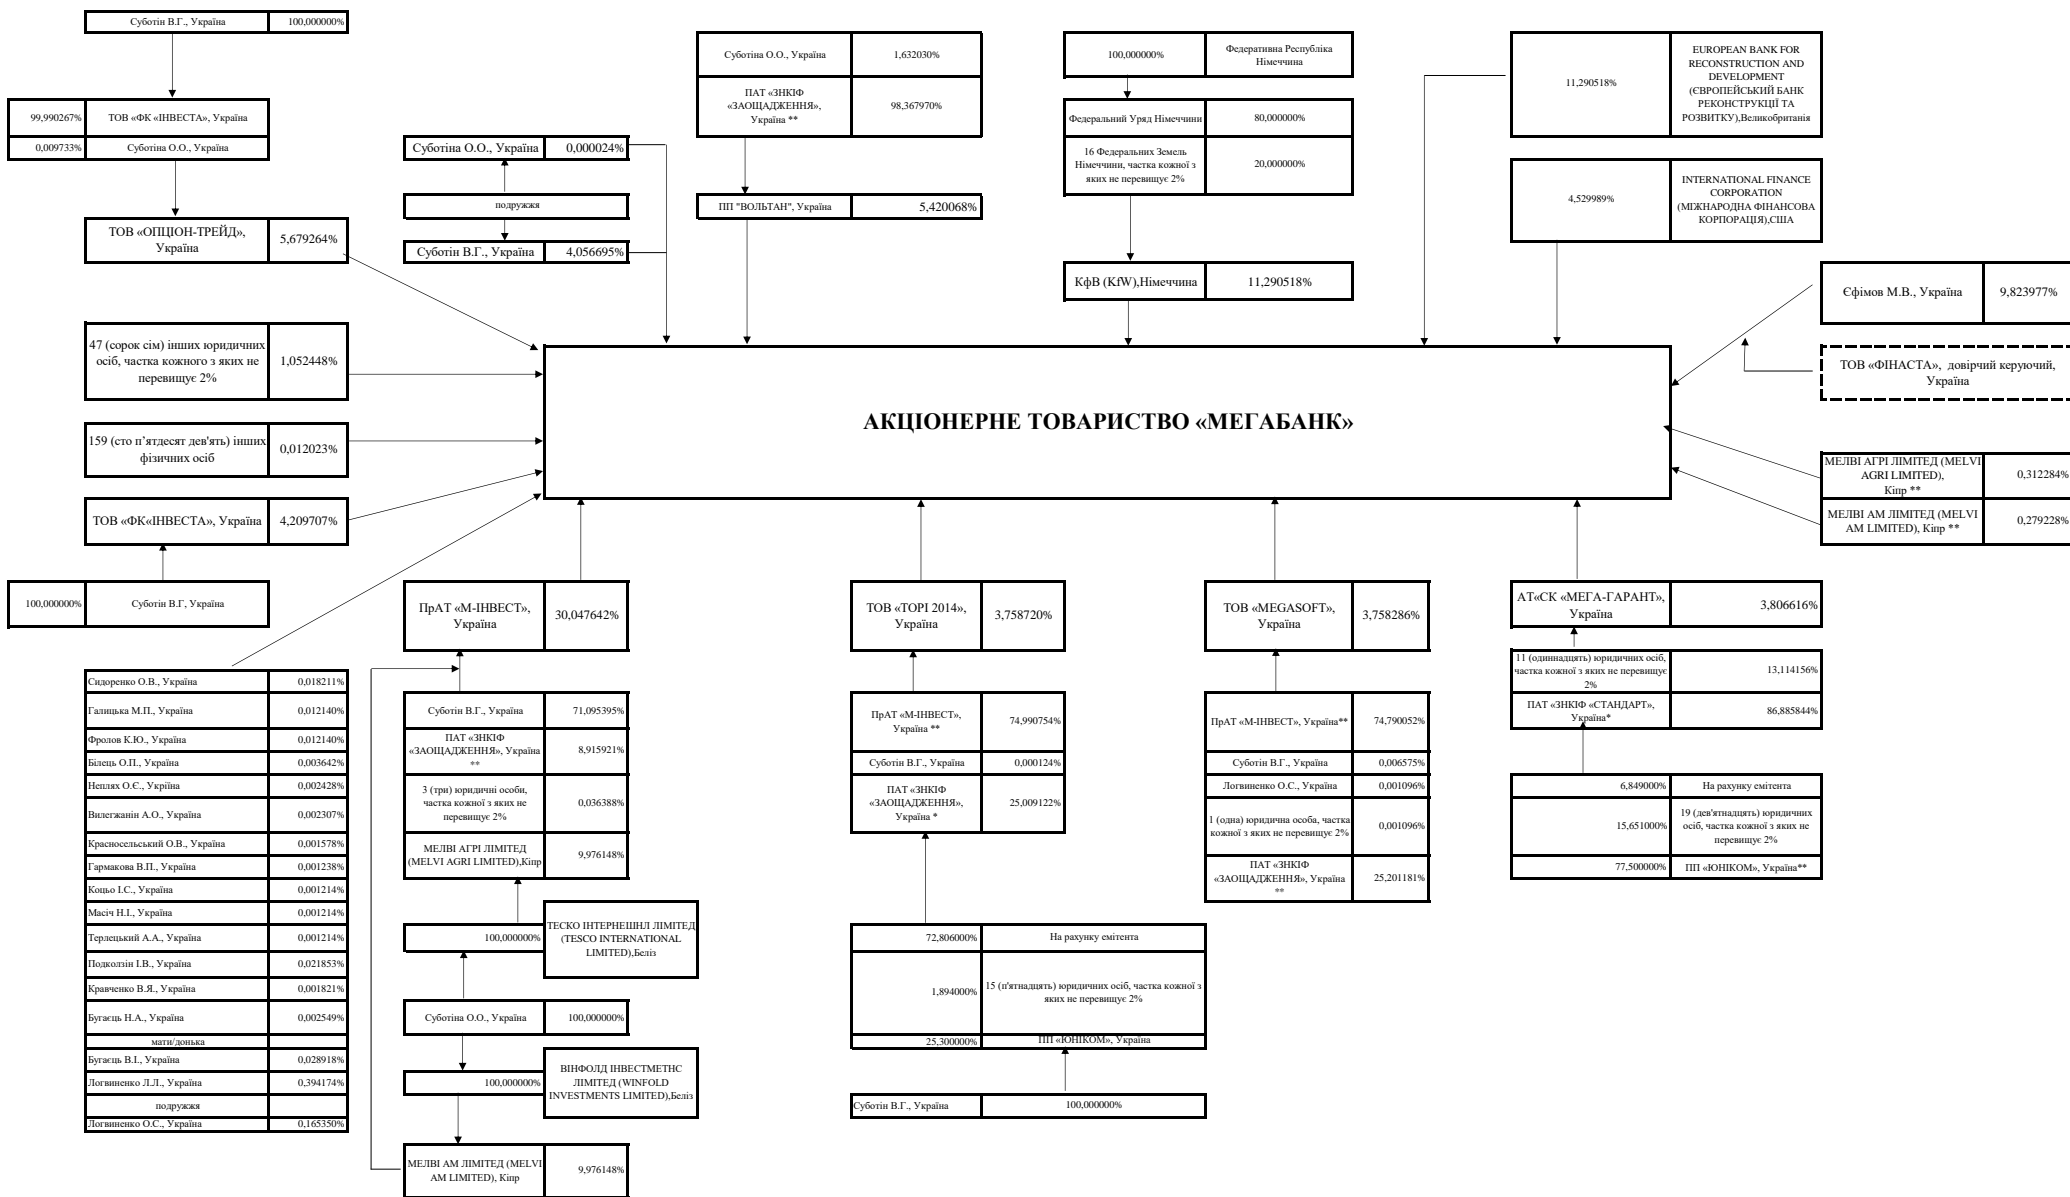 Суботін В.Г., Україна 100,000000%
99,990267% ТОВ «ФК «ІНВЕСТА», Україна
0,009733% Суботіна О.О., Україна
ТОВ «ОПЦІОН-ТРЕЙД»,
Україна
5,679264%
Суботіна О.О., Україна 0,000024%
подружжя
Суботін В.Г., Україна 4,056695%
Суботіна О.О., Україна 1,632030%
ПАТ «ЗНКІФ
«ЗАОЩАДЖЕННЯ»,
Україна **
98,367970%
ПП "ВОЛЬТАН", Україна 5,420068%
100,000000%
Федеративна Республіка
Німеччина
Федеральний Уряд Німеччини 80,000000%
16 Федеральних Земель
Німеччини, частка кожної з
яких не перевищує 2%
20,000000%
КфВ (KfW),Німеччина 11,290518%
11,290518%
EUROPEAN BANK FOR
RECONSTRUCTION AND
DEVELOPMENT
(ЄВРОПЕЙСЬКИЙ БАНК
РЕКОНСТРУКЦІЇ ТА
РОЗВИТКУ),Великобританія
4,529989%
INTERNATIONAL FINANCE
CORPORATION
(МІЖНАРОДНА ФІНАНСОВА
КОРПОРАЦІЯ),США
Єфімов М.В., Україна 9,823977%
ТОВ «ФІНАСТА», довірчий керуючий,
Україна
47 (сорок сім) інших юридичних
осіб, частка кожного з яких не
перевищує 2%
1,052448%
159 (сто п’ятдесят дев'ять) інших
фізичних осіб
0,012023%
ТОВ «ФК«ІНВЕСТА», Україна 4,209707%
100,000000% Суботін В.Г, Україна
АКЦІОНЕРНЕ ТОВАРИСТВО «МЕГАБАНК»
МЕЛВІ АГРІ ЛІМІТЕД (MELVI
AGRI LIMITED),
Кіпр **
0,312284%
МЕЛВІ АМ ЛІМІТЕД (MELVI
AM LIMITED), Кіпр **
0,279228%
Сидоренко О.В., Україна 0,018211%
Галицька М.П., Україна 0,012140%
Фролов К.Ю., Україна 0,012140%
Білець О.П., Україна 0,003642%
Неплях О.Є., Укрїіна 0,002428%
Вилегжанін А.О., Україна 0,002307%
Красносельський О.В., Україна 0,001578%
Гармакова В.П., Україна 0,001238%
Коцьо І.С., Україна 0,001214%
Масіч Н.І., Україна 0,001214%
Терлецький А.А., Україна 0,001214%
Подколзін І.В., Україна 0,021853%
Кравченко В.Я., Україна 0,001821%
Бугаєць Н.А., Україна 0,002549%
мати/донька
Бугаєць В.І., Україна 0,028918%
Логвиненко Л.Л., Україна 0,394174%
подружжя
Логвиненко О.С., Україна 0,165350%
ПрАТ «М-ІНВЕСТ»,
Україна
30,047642%
Суботін В.Г., Україна 71,095395%
ПАТ «ЗНКІФ
«ЗАОЩАДЖЕННЯ», Україна
**
8,915921%
3 (три) юридичні особи,
частка кожної з яких не
перевищує 2%
0,036388%
МЕЛВІ АГРІ ЛІМІТЕД
(MELVI AGRI LIMITED),Кіпр
9,976148%
100,000000%
ТЕСКО ІНТЕРНЕШНЛ ЛІМІТЕД
(TESCO INTERNATIONAL
LIMITED),Беліз
Суботіна О.О., Україна 100,000000%
100,000000%
ВІНФОЛД ІНВЕСТМЕТНС
ЛІМІТЕД (WINFOLD
INVESTMENTS LIMITED),Беліз
МЕЛВІ АМ ЛІМІТЕД (MELVI
AM LIMITED), Кіпр
9,976148%
ТОВ «ТОРІ 2014»,
Україна
3,758720%
ПрАТ «М-ІНВЕСТ»,
Україна **
74,990754%
Суботін В.Г., Україна 0,000124%
ПАТ «ЗНКІФ
«ЗАОЩАДЖЕННЯ»,
Україна *
25,009122%
72,806000% На рахунку емітента
1,894000%
15 (п'ятнадцять) юридичних осіб, частка кожної з
яких не перевищує 2%
25,300000% ПП «ЮНІКОМ», Україна
Суботін В.Г., Україна 100,000000%
ТОВ «MEGASOFT»,
Україна
3,758286%
ПрАТ «М-ІНВЕСТ», Україна** 74,790052%
Суботін В.Г., Україна 0,006575%
Логвиненко О.С., Україна 0,001096%
1 (одна) юридична особа, частка
кожної з яких не перевищує 2%
0,001096%
ПАТ «ЗНКІФ
«ЗАОЩАДЖЕННЯ», Україна
**
25,201181%
АТ«СК «МЕГА-ГАРАНТ»,
Україна
3,806616%
11 (одиннадцять) юридичних осіб,
частка кожної з яких не перевищує
2%
13,114156%
ПАТ «ЗНКІФ «СТАНДАРТ»,
Україна*
86,885844%
6,849000% На рахунку емітента
15,651000%
19 (дев'ятнадцять) юридичних
осіб, частка кожної з яких не
перевищує 2%
77,500000% ПП «ЮНІКОМ», Україна**